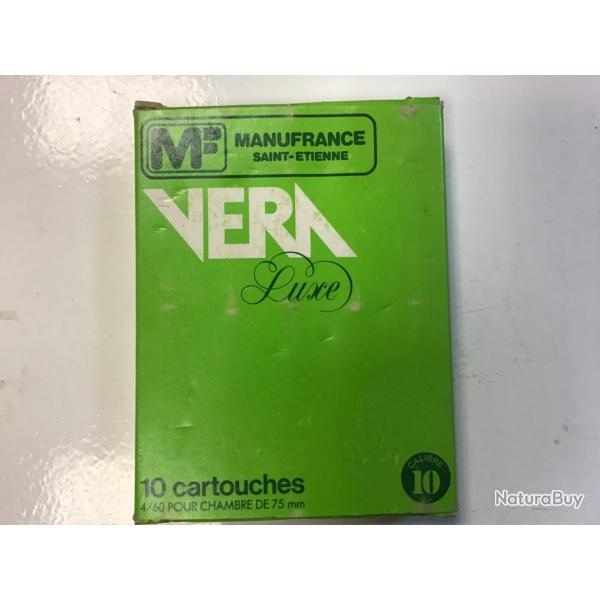 MF MANUFRANCE
SAINT-ETIENNE
VERA
Luxe
CALIBRE
10
10 cartouches
4/60 POUR CHAMBRE DE 75 mm
NaturaBuy